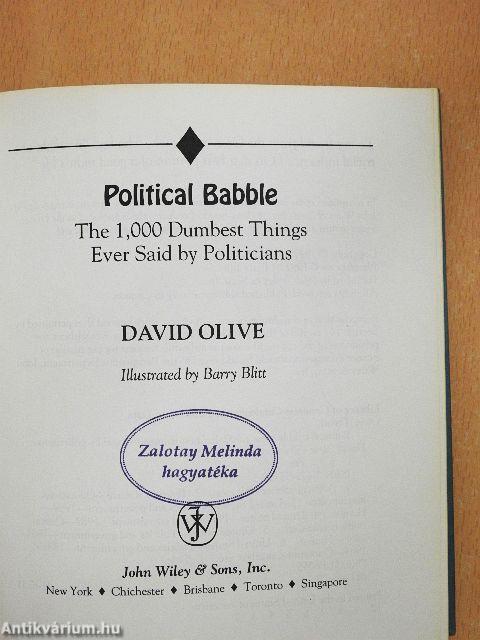 Political Babble
The 1,000 Dumbest Things
Ever Said by Politicians
DAVID OLIVE
Illustrated by Barry Blitt
Zalotay Melinda
hagyatéka
JW
John Wiley & Sons, Inc.
New York ♦ Chichester ♦ Brisbane ♦ Toronto ♦ Singapore
Antikvárium.hu